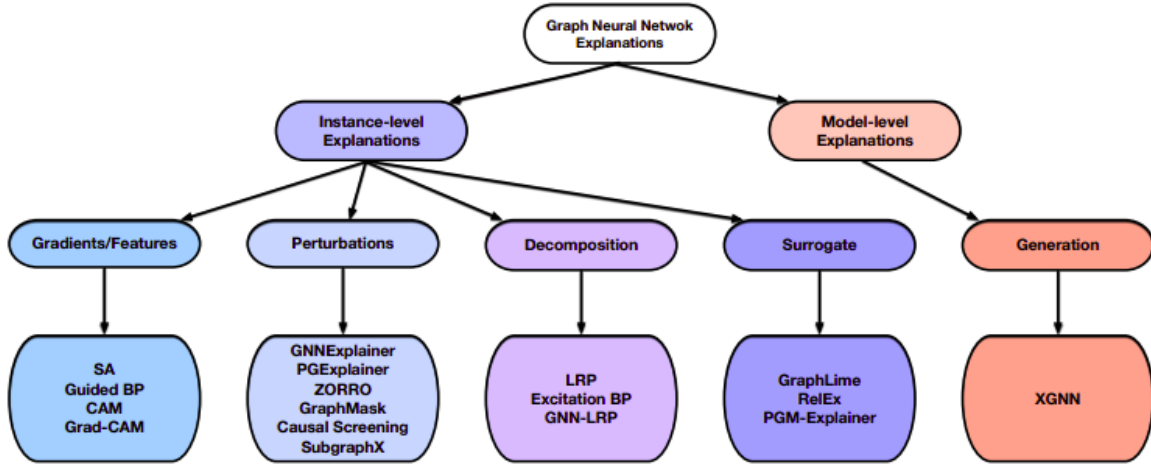 Graph Neural Netwok
Explanations
Instance-level
Explanations
Model-level
Explanations
Gradients/Features
Perturbations
Decomposition
Surrogate
Generation
SA
Guided BP
CAM
Grad-CAM
GNNExplainer
PGExplainer
ZORRO
GraphMask
Causal Screening
SubgraphX
LRP
Excitation BP
GNN-LRP
GraphLime
RelEx
PGM-Explainer
XGNN